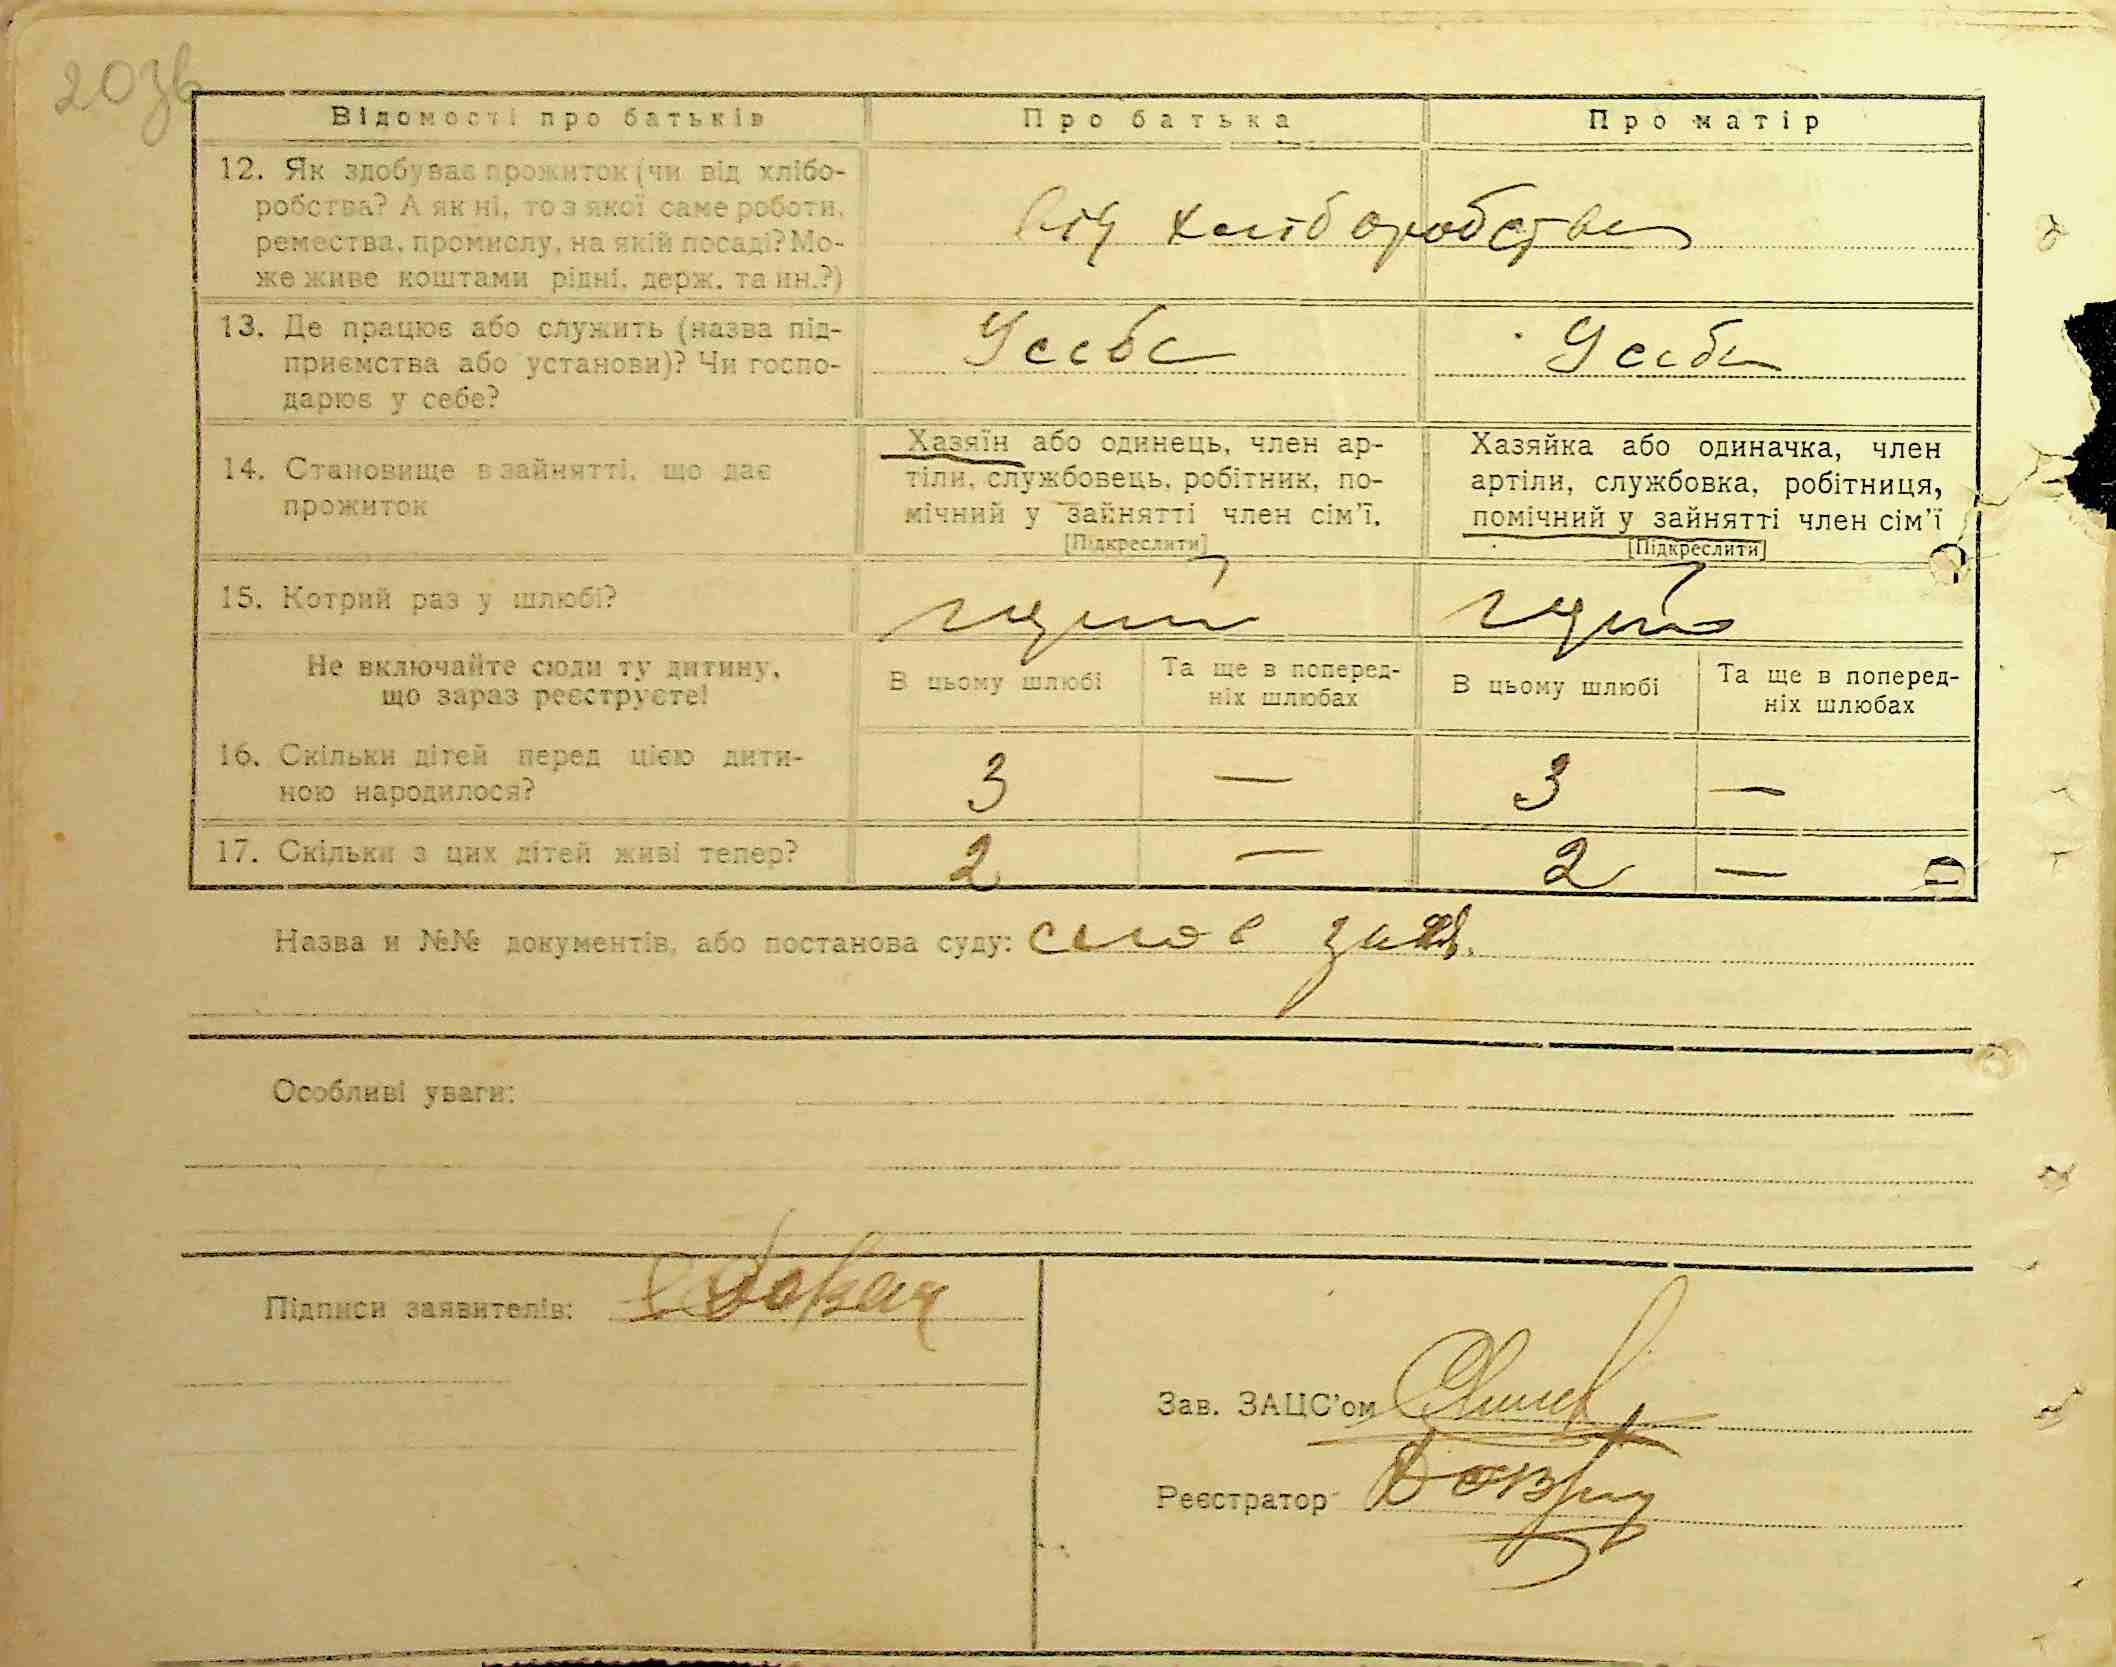 203в
Відомості про батьків Про батька Про матір
12. Як здобуває прожиток (чи від хлібо-
робства? А як ні, то з якої саме роботи,
ремества, промислу, на якій посаді? Мо-
же живе коштами рідні, держ. та ин.?)
від хліборобства
13. Де працює або служить (назва під-
приємства або установи)? Чи госпо-
дарює у себе?
У себе У себе
14. Становище в зайнятті, що дає
прожиток
Хазяїн або одинець, член ар-
тіли, службовець, робітник, по-
мічний у зайнятті член сім'ї.
[Підкреслити]
Хазяйка або одиначка, член
артіли, службовка, робітниця,
помічний у зайнятті член сім'ї
[Підкреслити]
15. Котрий раз у шлюбі?
Не включайте сюди ту дитину,
що зараз реєструєте!
В цьому шлюбі
Та ще в поперед-
ніх шлюбах
В цьому шлюбі
Та ще в поперед-
ніх шлюбах
16. Скільки дітей перед цією дити-
ною народилося?
3 — 3 —
17. Скільки з цих дітей живі тепер?
2 — 2 —
Назва и №№ документів, або постанова суду:
Особливі уваги:
Підписи заявителів:
Зав. ЗАЦС'ом
Реєстратор